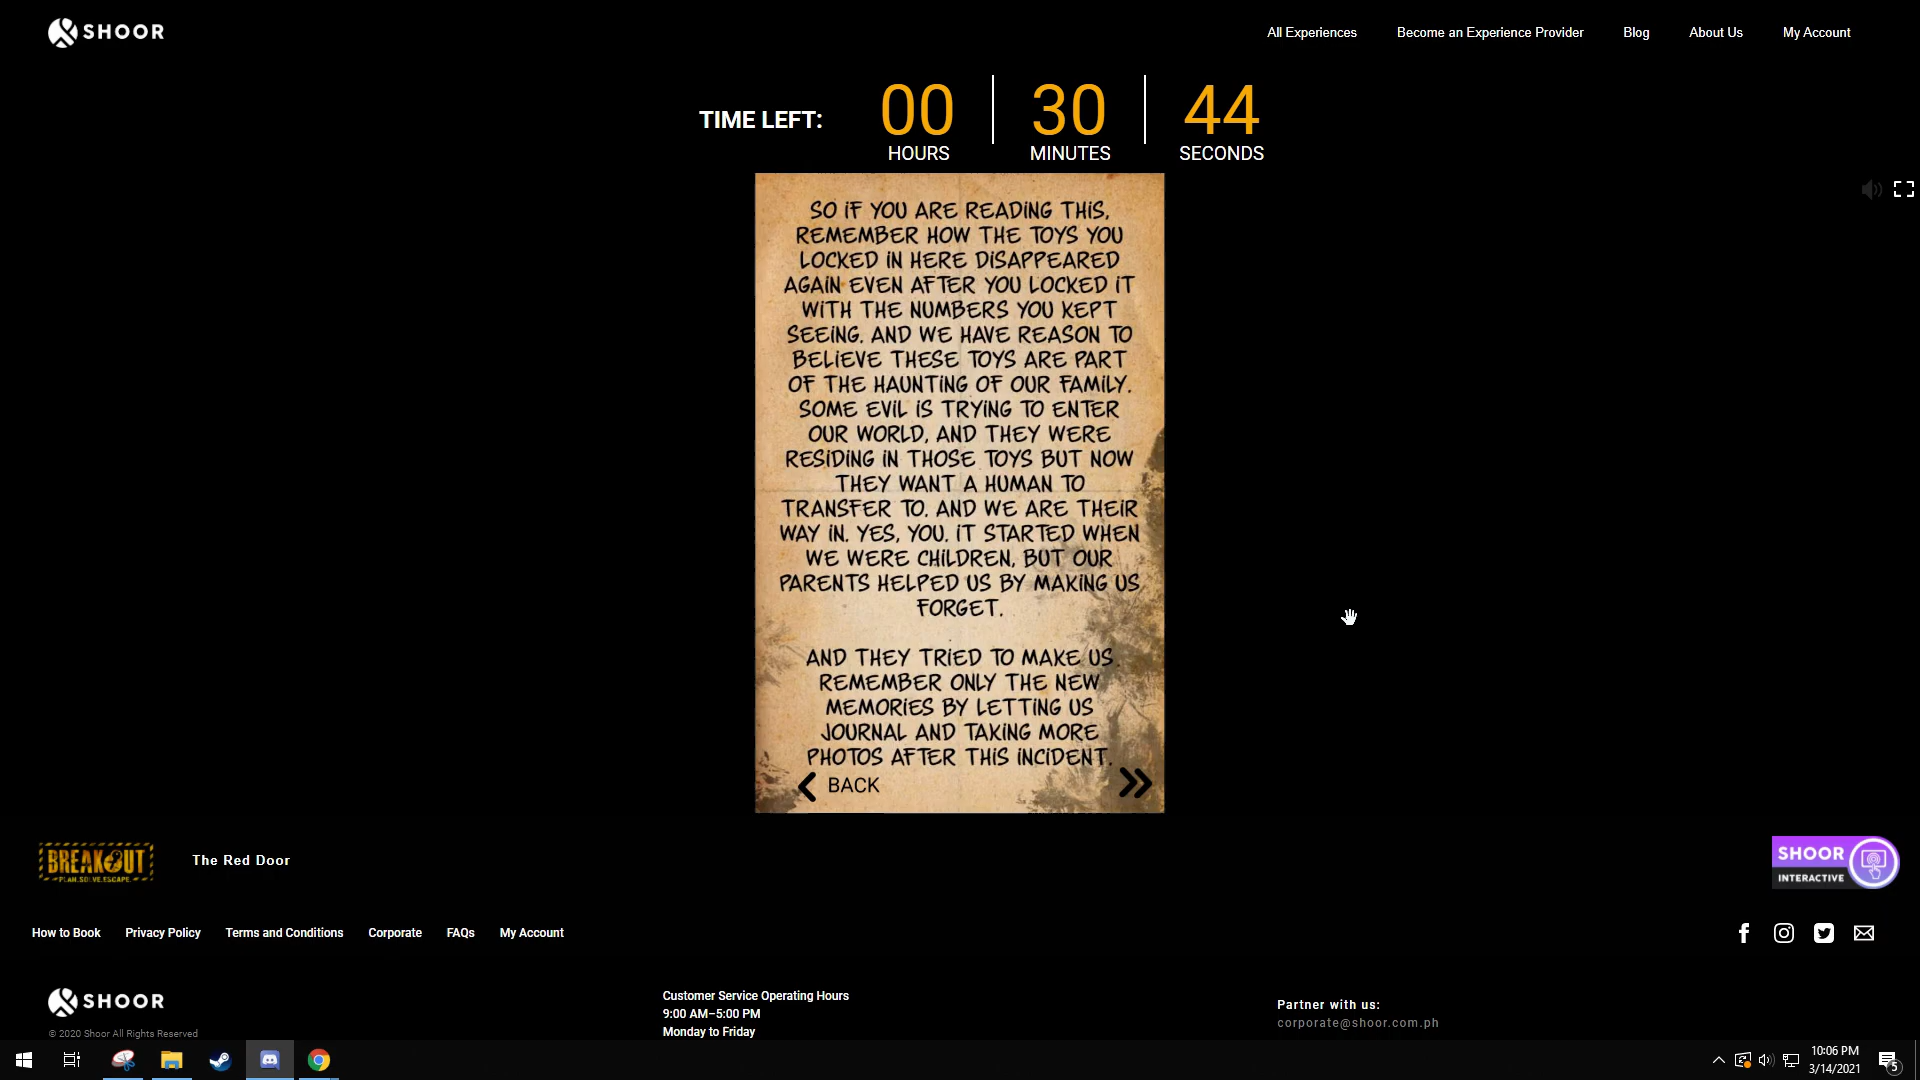 SHOOR
All Experiences
Become an Experience Provider
Blog
About Us
My Account
TIME LEFT:
00
30
44
HOURS
MINUTES
SECONDS
SO IF YOU ARE READING THIS,
REMEMBER HOW THE TOYS YOU
LOCKED IN HERE DISAPPEARED
AGAIN EVEN AFTER YOU LOCKED IT
WITH THE NUMBERS YOU KEPT
SEEING. AND WE HAVE REASON TO
BELIEVE THESE TOYS ARE PART
OF THE HAUNTING OF OUR FAMILY.
SOME EVIL IS TRYING TO ENTER
OUR WORLD, AND THEY WERE
RESIDING IN THOSE TOYS BUT NOW
THEY WANT A HUMAN TO
TRANSFER TO. AND WE ARE THEIR
WAY IN. YES, YOU. IT STARTED WHEN
WE WERE CHILDREN, BUT OUR
PARENTS HELPED US BY MAKING US
FORGET.
AND THEY TRIED TO MAKE US
REMEMBER ONLY THE NEW
MEMORIES BY LETTING US
JOURNAL AND TAKING MORE
PHOTOS AFTER THIS INCIDENT.
BACK
BREAKOUT
PLAN.SOLVE.ESCAPE.
The Red Door
SHOOR
INTERACTIVE
How to Book
Privacy Policy
Terms and Conditions
Corporate
FAQs
My Account
SHOOR
© 2020 Shoor All Rights Reserved
Customer Service Operating Hours
9:00 AM–5:00 PM
Monday to Friday
Partner with us:
corporate@shoor.com.ph
10:06 PM
3/14/2021
5